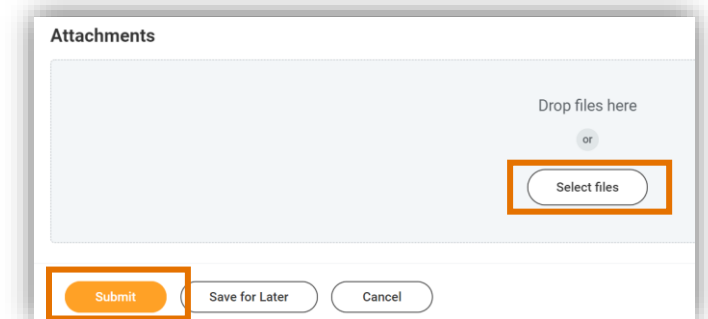 Attachments
Drop files here
or
Select files
Submit Save for Later Cancel